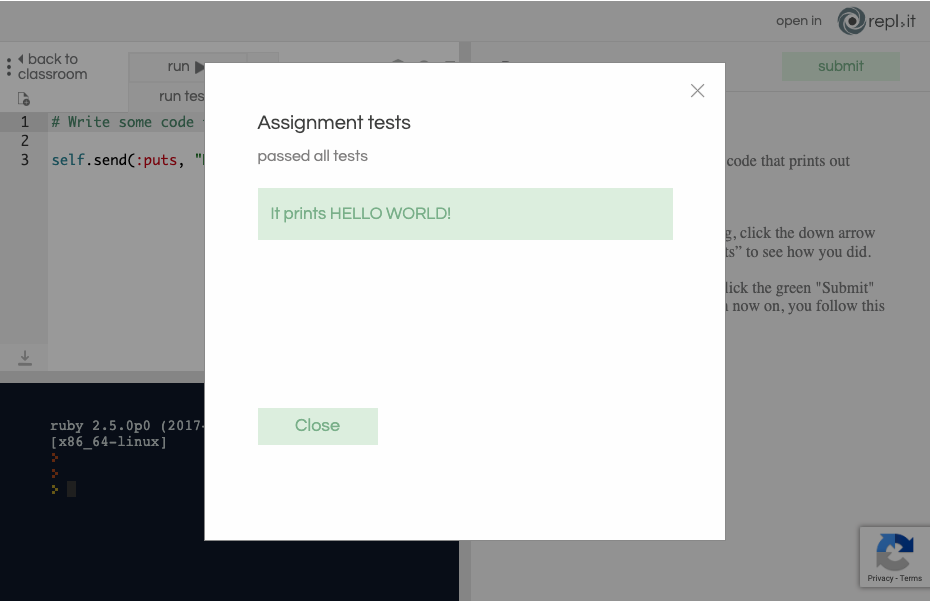 open in repl.it
back to
classroom
run
submit
run tes
1 # Write some code
2
3 self.send(:puts, "
Assignment tests
passed all tests
It prints HELLO WORLD!
Close
code that prints out
g, click the down arrow
ts” to see how you did.
lick the green "Submit"
now on, you follow this
ruby 2.5.0p0 (2017-
[x86_64-linux]
>
>
>
Privacy - Terms